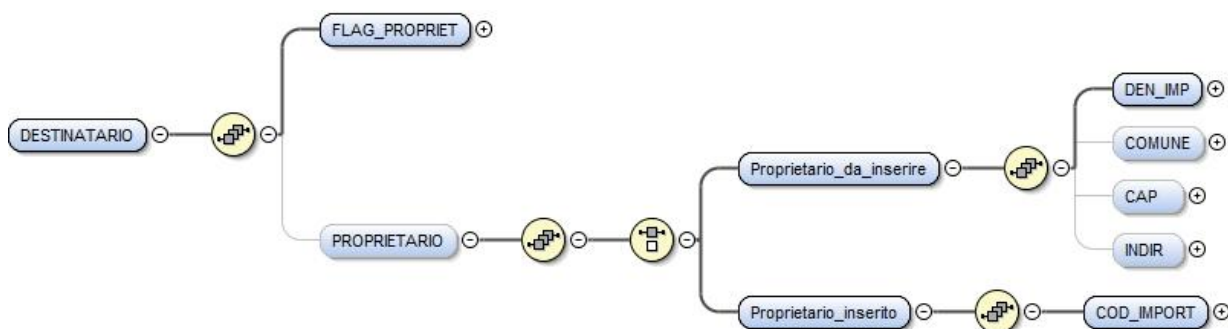 FLAG_PROPRIET
DEN_IMP
DESTINATARIO
COMUNE
Proprietario_da_inserire
CAP
PROPRIETARIO
INDIR
Proprietario_inserito
COD_IMPORT